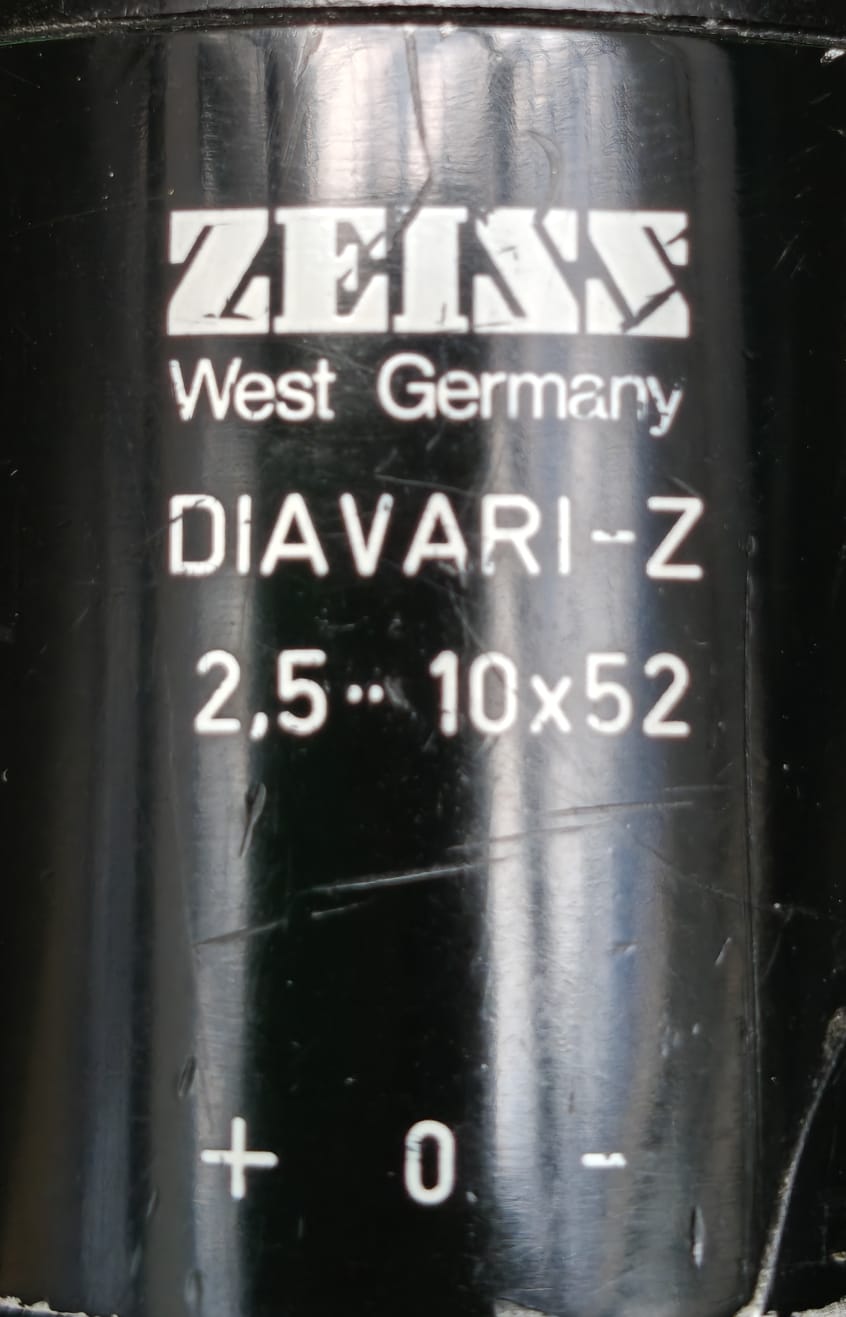 ZEISS
West Germany
DIAVARI-Z
2,5·· 10x52
+ 0 -